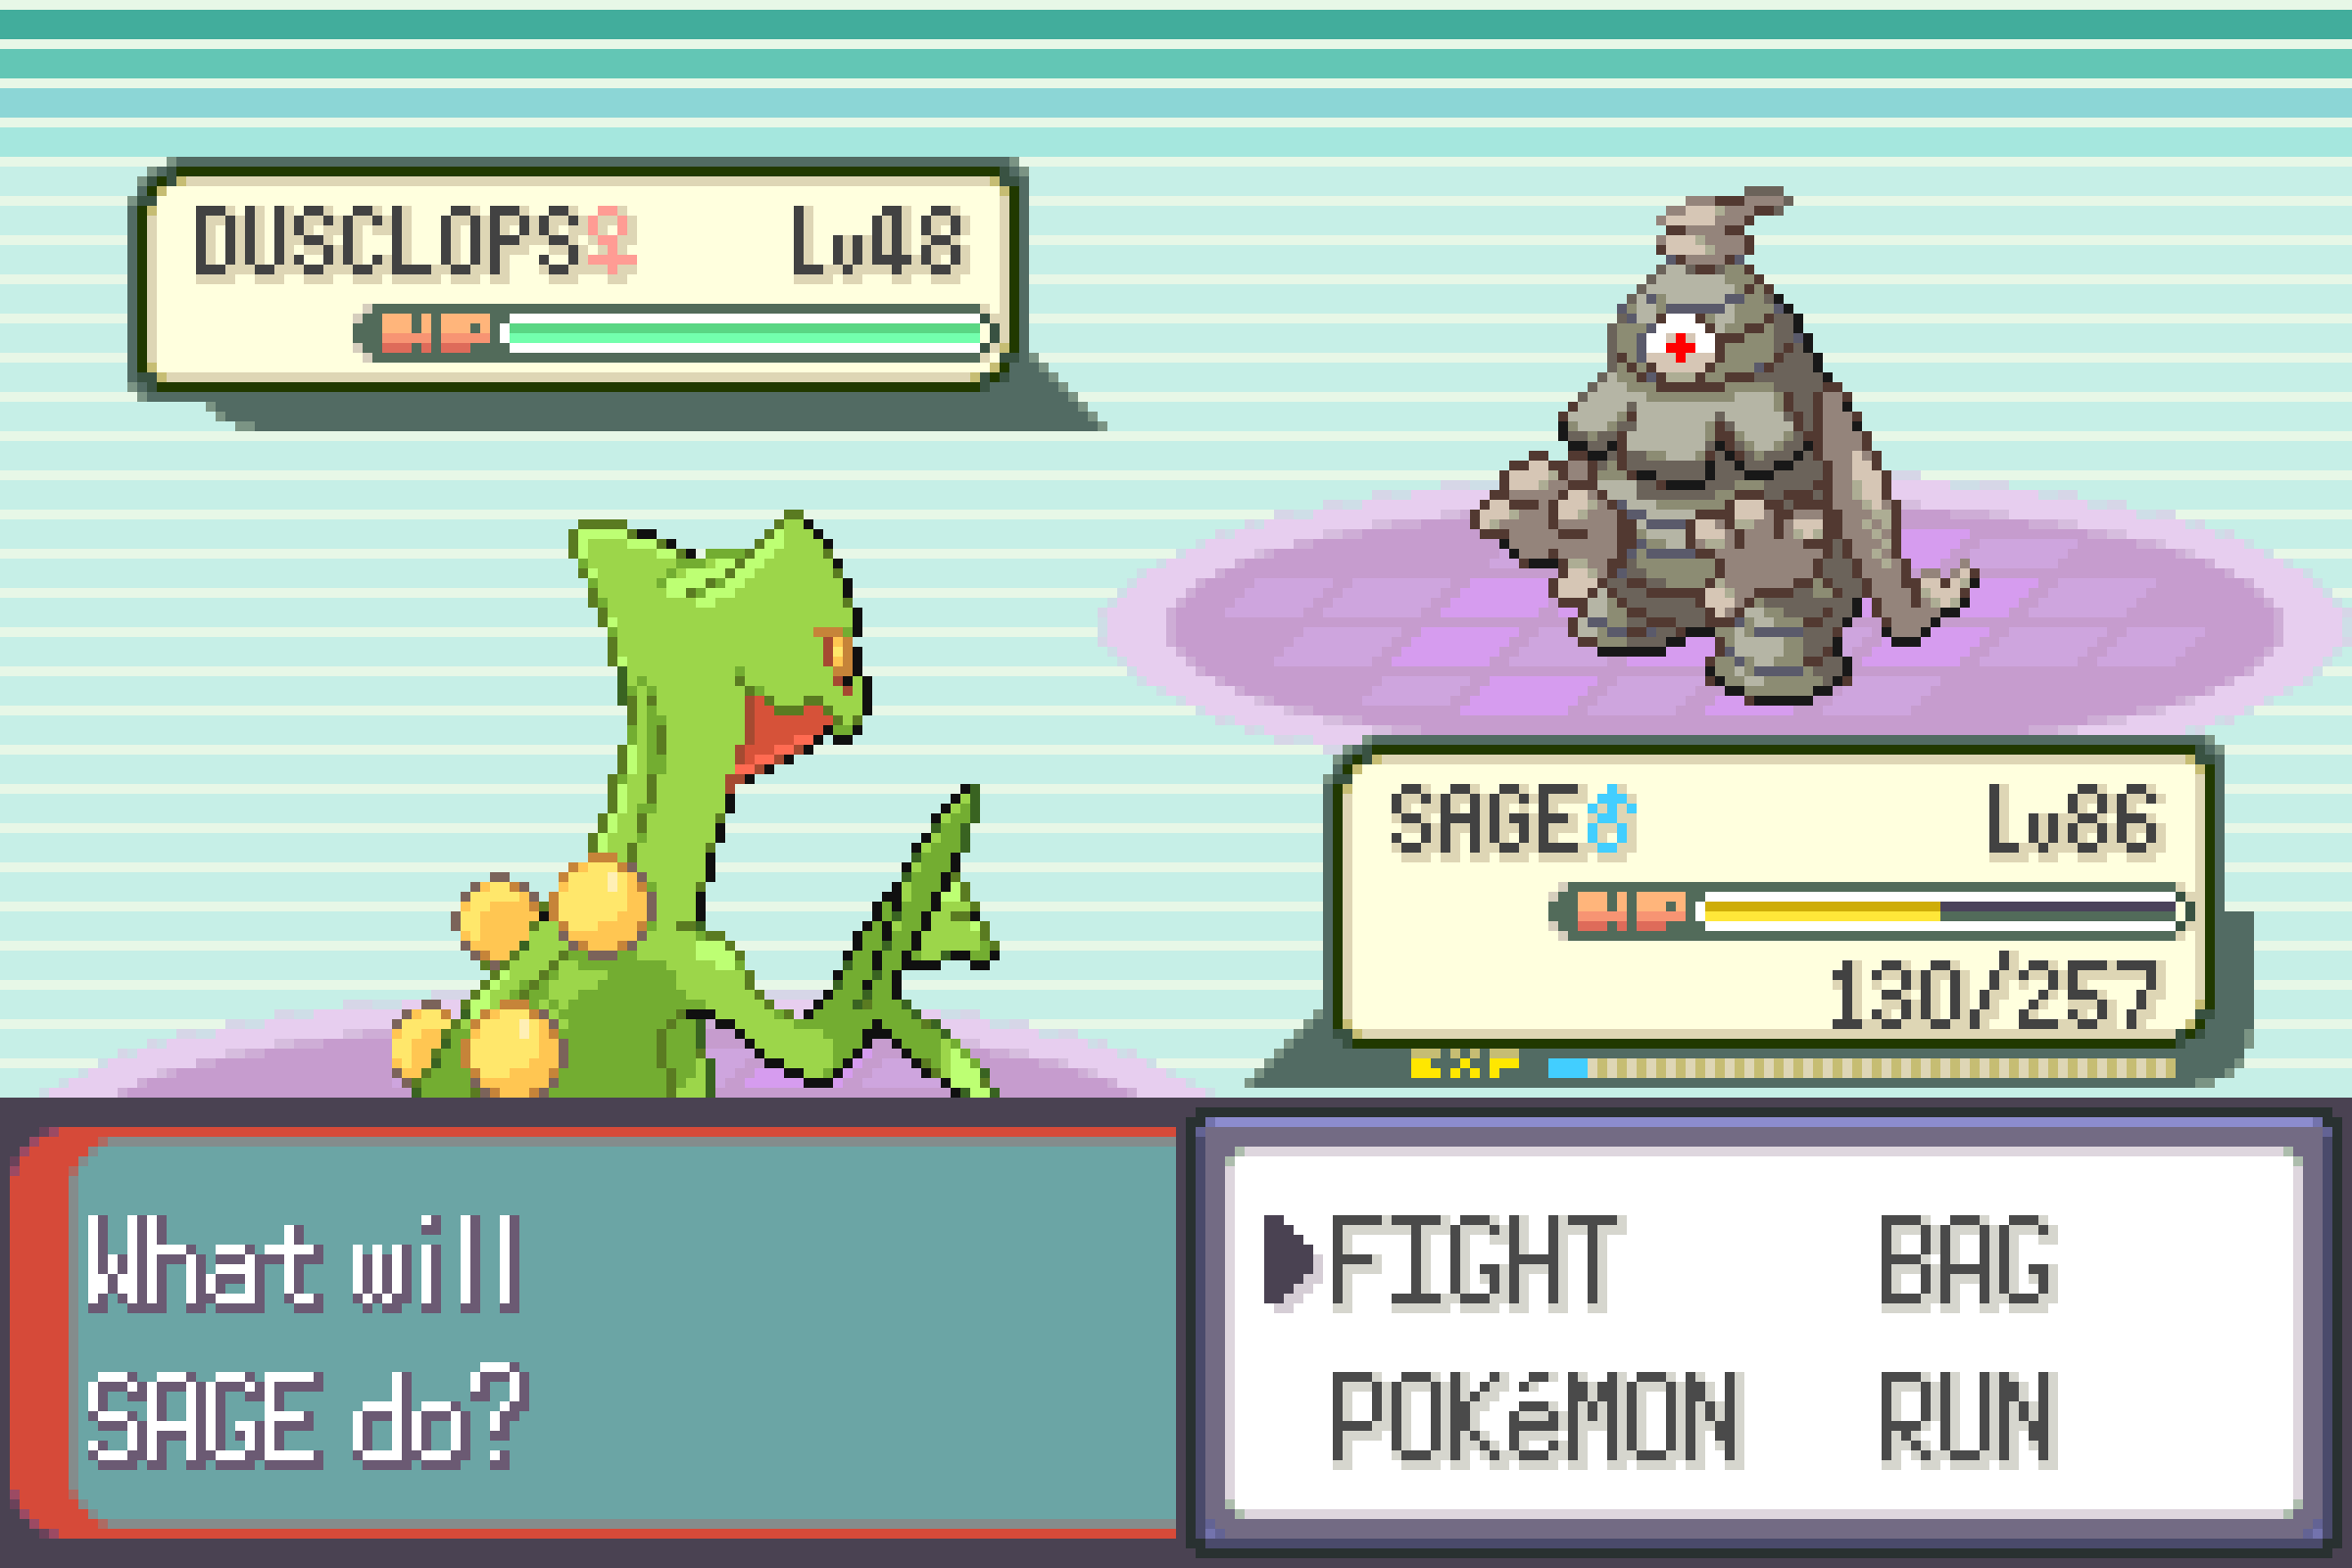 DUSCLOPS♀ Lv48
HP
SAGE♂ Lv86
HP
130/257
EXP
What will
SAGE do?
FIGHT BAG
POKéMON RUN